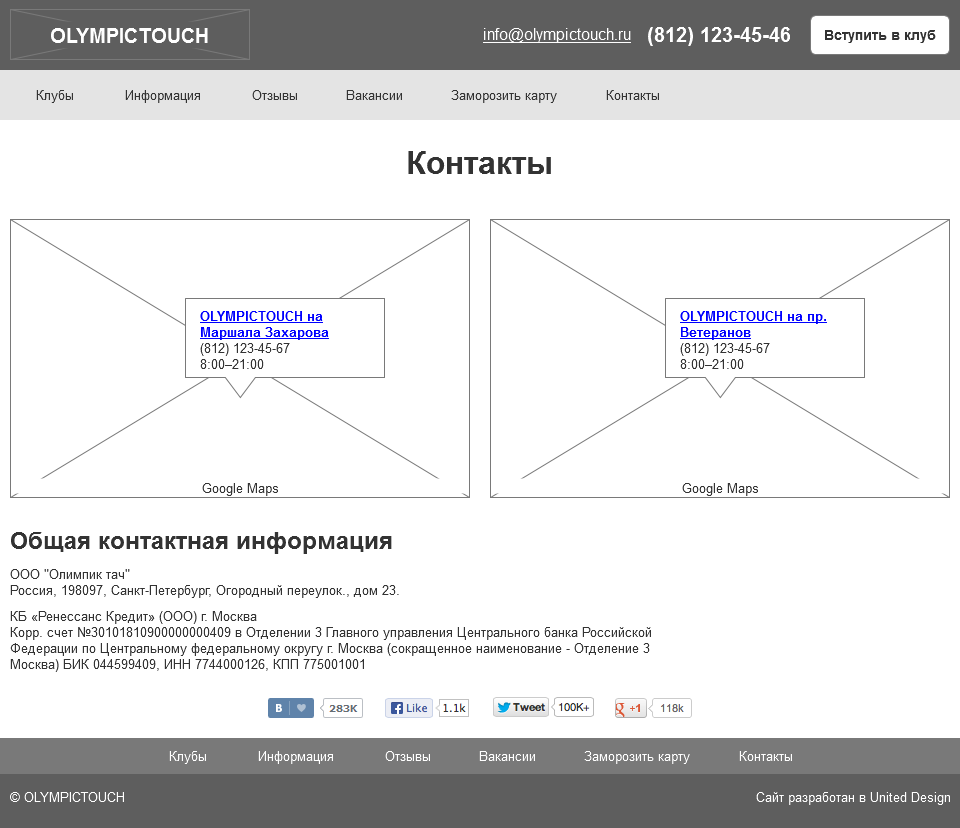 OLYMPICTOUCH
info@olympictouch.ru (812) 123-45-46 Вступить в клуб
Клубы Информация Отзывы Вакансии Заморозить карту Контакты
Контакты
OLYMPICTOUCH на
Маршала Захарова
(812) 123-45-67
8:00–21:00
Google Maps
OLYMPICTOUCH на пр.
Ветеранов
(812) 123-45-67
8:00–21:00
Google Maps
Общая контактная информация
ООО "Олимпик тач"
Россия, 198097, Санкт-Петербург, Огородный переулок., дом 23.
КБ «Ренессанс Кредит» (ООО) г. Москва
Корр. счет №30101810900000000409 в Отделении 3 Главного управления Центрального банка Российской
Федерации по Центральному федеральному округу г. Москва (сокращенное наименование - Отделение 3
Москва) БИК 044599409, ИНН 7744000126, КПП 775001001
В 283K Like 1.1k Tweet 100K+ g +1 118k
Клубы Информация Отзывы Вакансии Заморозить карту Контакты
© OLYMPICTOUCH Сайт разработан в United Design